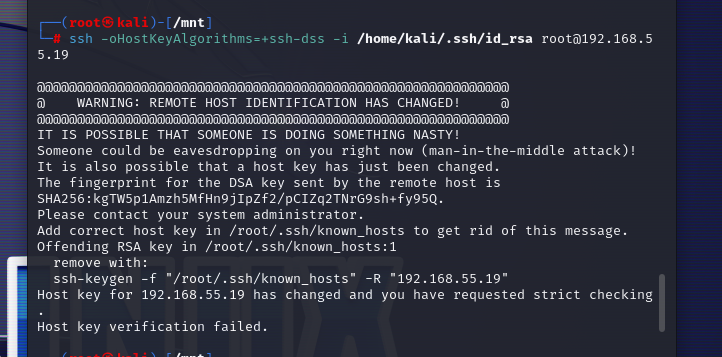 ┌──(root㉿kali)-[/mnt]
└─# ssh -oHostKeyAlgorithms=+ssh-dss -i /home/kali/.ssh/id_rsa root@192.168.5
5.19
@@@@@@@@@@@@@@@@@@@@@@@@@@@@@@@@@@@@@@@@@@@@@@@@@@@@@@@@@@@
@    WARNING: REMOTE HOST IDENTIFICATION HAS CHANGED!     @
@@@@@@@@@@@@@@@@@@@@@@@@@@@@@@@@@@@@@@@@@@@@@@@@@@@@@@@@@@@
IT IS POSSIBLE THAT SOMEONE IS DOING SOMETHING NASTY!
Someone could be eavesdropping on you right now (man-in-the-middle attack)!
It is also possible that a host key has just been changed.
The fingerprint for the DSA key sent by the remote host is
SHA256:kgTW5p1Amzh5MfHn9jIpZf2/pCIZq2TNrG9sh+fy95Q.
Please contact your system administrator.
Add correct host key in /root/.ssh/known_hosts to get rid of this message.
Offending RSA key in /root/.ssh/known_hosts:1
  remove with:
  ssh-keygen -f "/root/.ssh/known_hosts" -R "192.168.55.19"
Host key for 192.168.55.19 has changed and you have requested strict checking
.
Host key verification failed.
┌──(root㉿kali)-[/mnt]